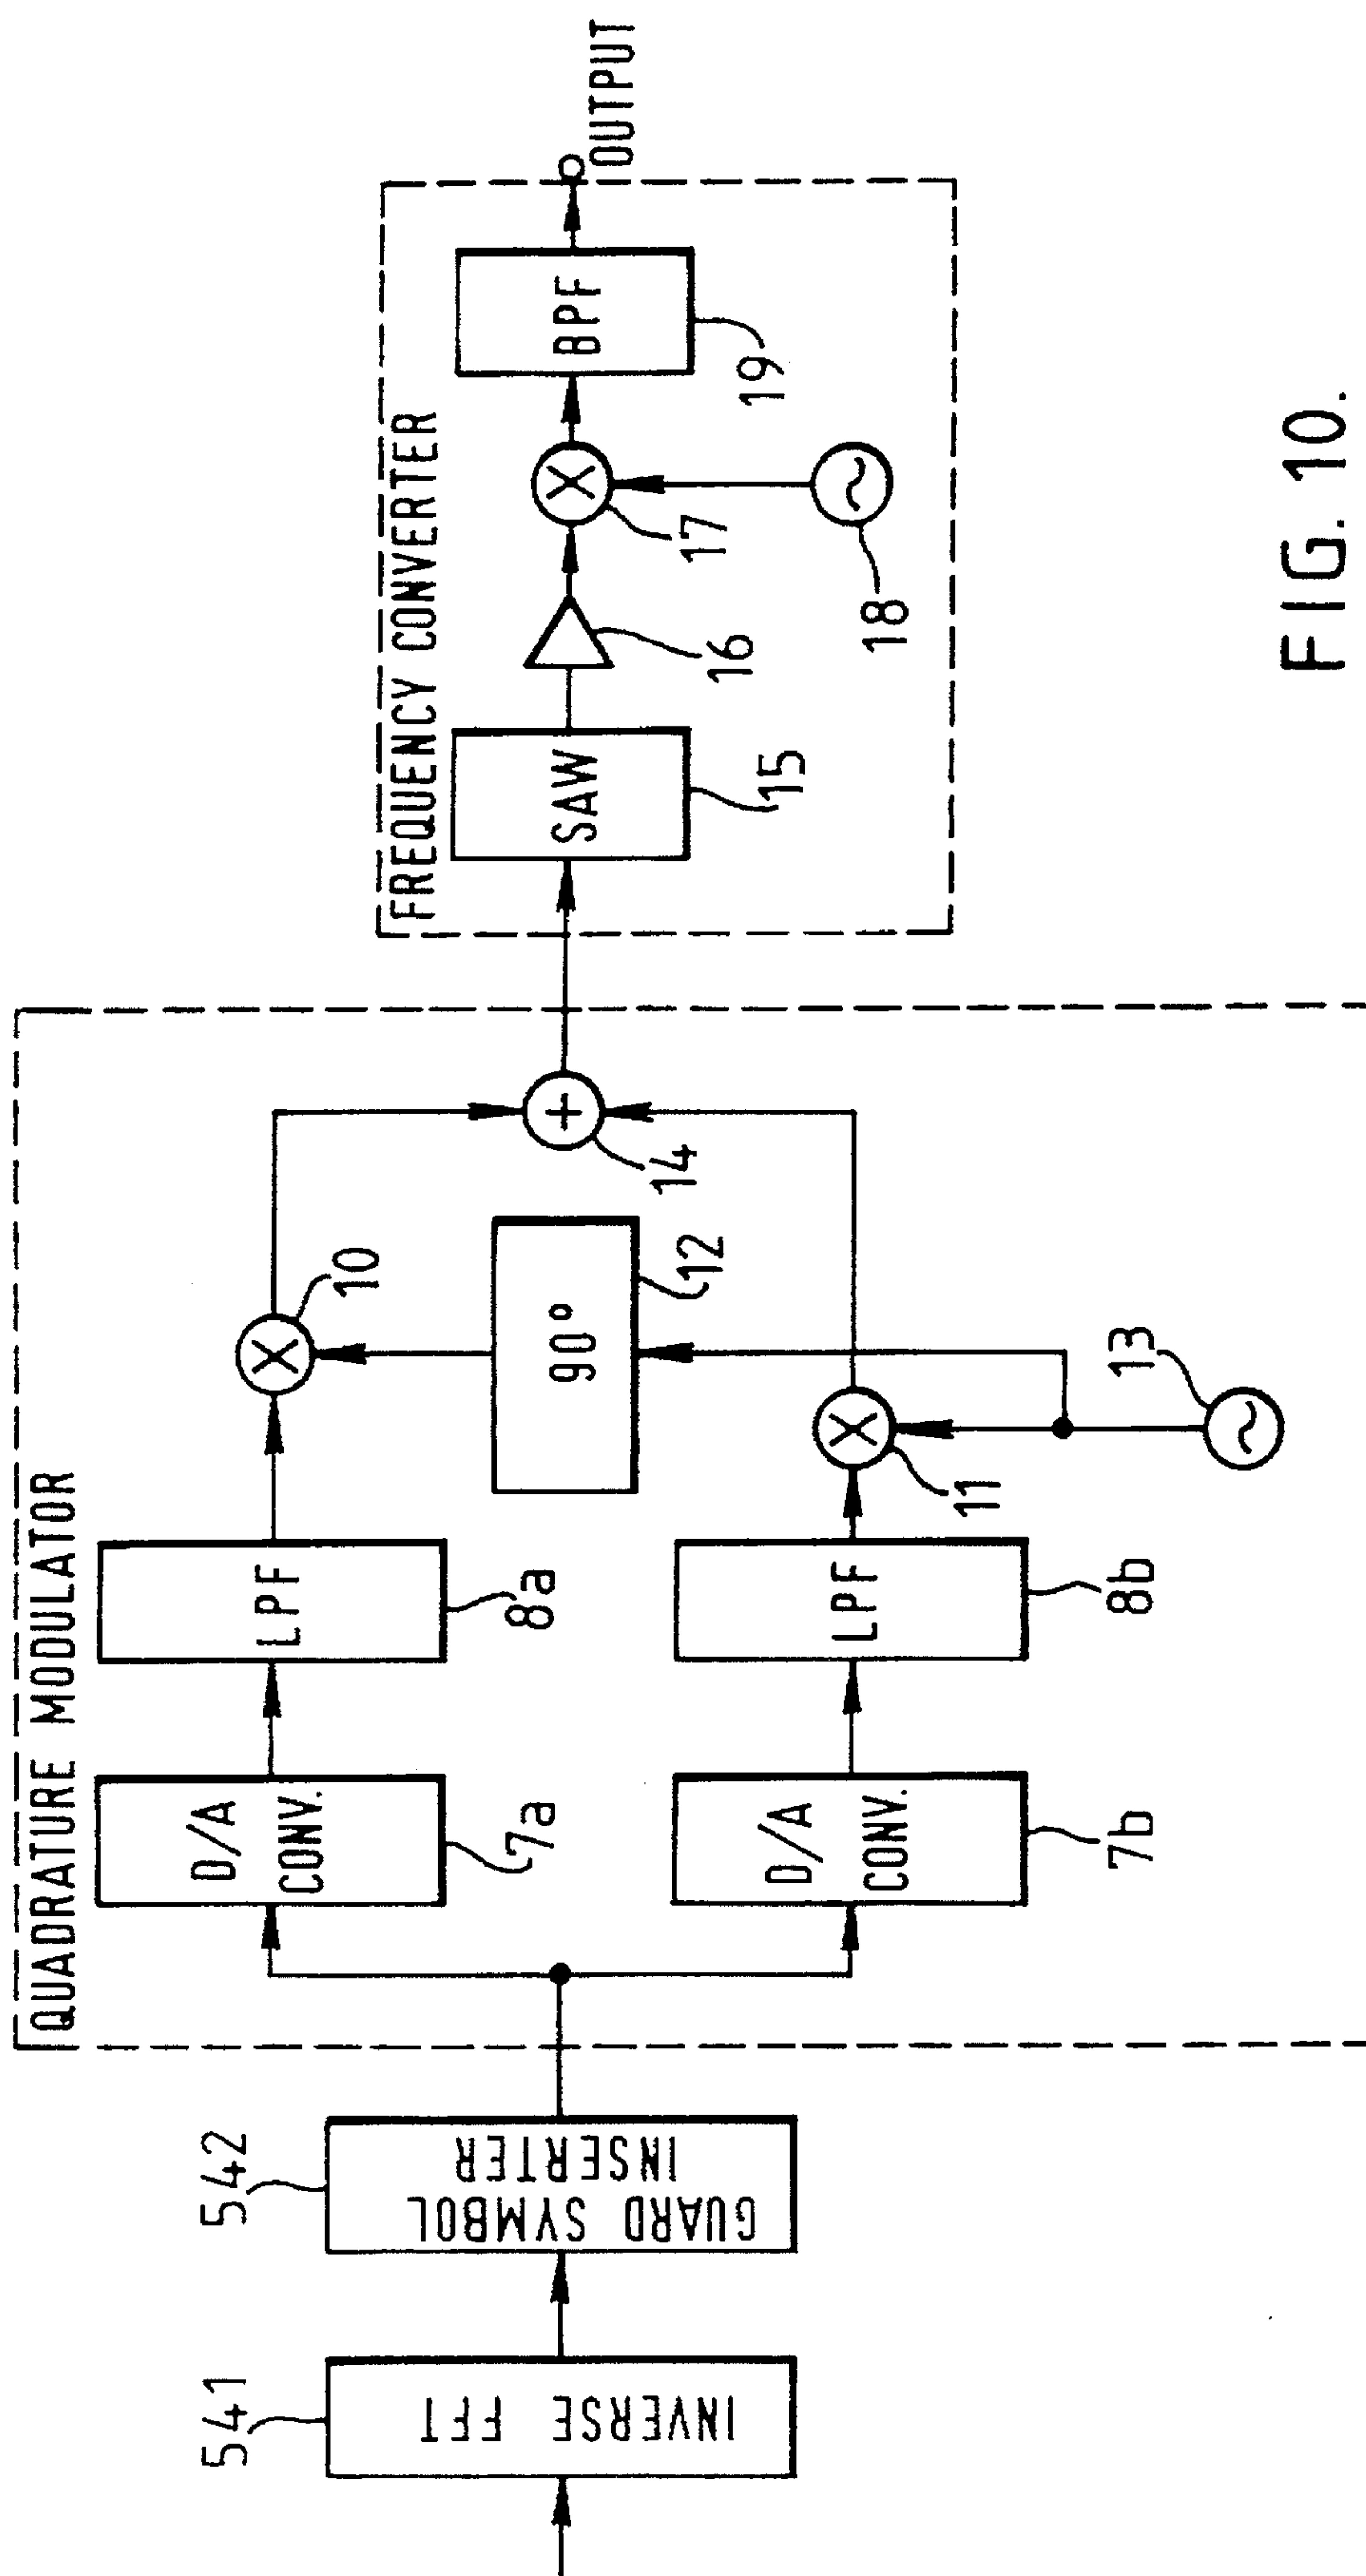 541
INVERSE FFT
542
GUARD SYMBOL
INSERTER
QUADRATURE MODULATOR
D/A
CONV.
7a
LPF
8a
10
D/A
CONV.
7b
LPF
8b
11
90°
12
13
+
14
FREQUENCY CONVERTER
SAW
15
16
17
18
BPF
19
OUTPUT
FIG. 10.